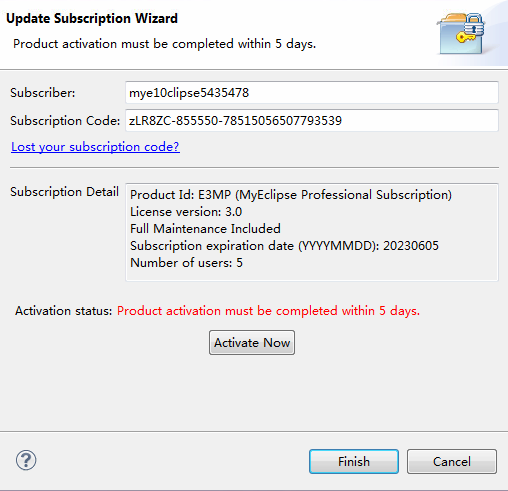 Update Subscription Wizard
Product activation must be completed within 5 days.
Subscriber: mye10clipse5435478
Subscription Code: zLR8ZC-855550-78515056507793539
Lost your subscription code?
Subscription Detail
Product Id: E3MP (MyEclipse Professional Subscription)
License version: 3.0
Full Maintenance Included
Subscription expiration date (YYYYMMDD): 20230605
Number of users: 5
Activation status: Product activation must be completed within 5 days.
Activate Now
?
Finish Cancel